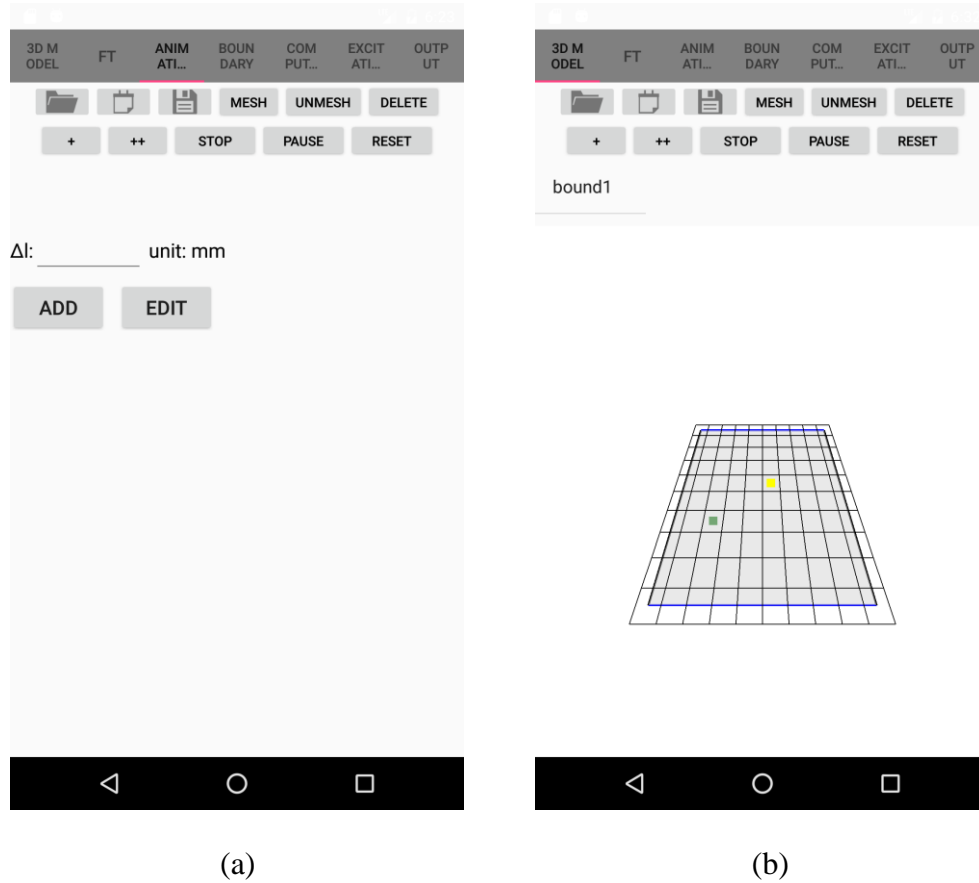 3D M
ODEL
FT
ANIM
ATI...
BOUN
DARY
COM
PUT...
EXCIT
ATI...
OUTP
UT
MESH UNMESH DELETE
+ ++ STOP PAUSE RESET
Δl: unit: mm
ADD EDIT
(a)
3D M
ODEL
FT
ANIM
ATI...
BOUN
DARY
COM
PUT...
EXCIT
ATI...
OUTP
UT
MESH UNMESH DELETE
+ ++ STOP PAUSE RESET
bound1
(b)